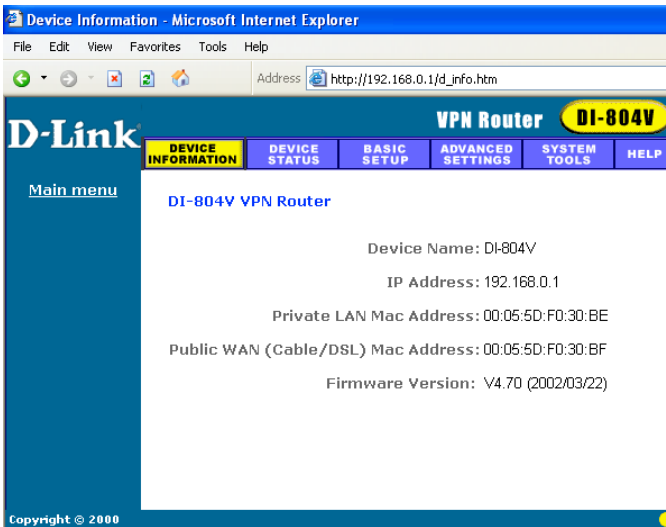 Device Information - Microsoft Internet Explorer
File Edit View Favorites Tools Help
Address http://192.168.0.1/d_info.htm
D-Link
VPN Router DI-804V
DEVICE INFORMATION
DEVICE STATUS
BASIC SETUP
ADVANCED SETTINGS
SYSTEM TOOLS
HELP
Main menu
DI-804V VPN Router
Device Name: DI-804V
IP Address: 192.168.0.1
Private LAN Mac Address: 00:05:5D:F0:30:BE
Public WAN (Cable/DSL) Mac Address: 00:05:5D:F0:30:BF
Firmware Version: V4.70 (2002/03/22)
Copyright © 2000